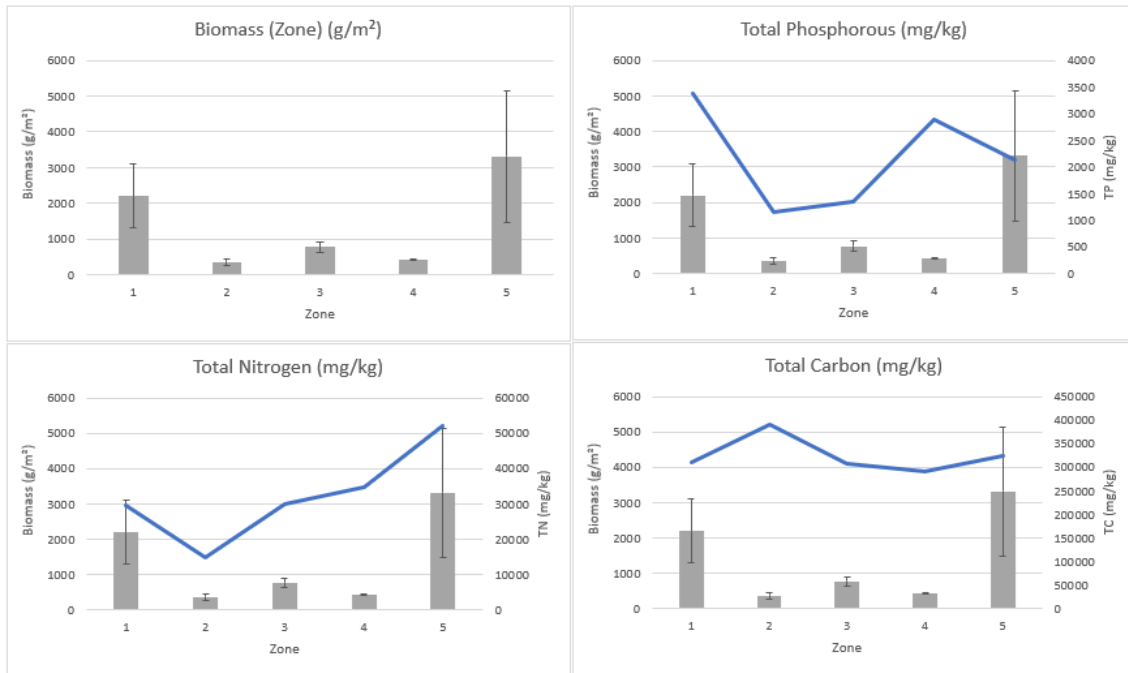 Biomass (Zone) (g/m²)
6000
5000
4000
3000
2000
1000
0
Biomass (g/m²)
1 2 3 4 5
Zone
Total Phosphorous (mg/kg)
6000
5000
4000
3000
2000
1000
0
Biomass (g/m²)
4000
3500
3000
2500
2000
1500
1000
500
0
TP (mg/kg)
1 2 3 4 5
Zone
Total Nitrogen (mg/kg)
6000
5000
4000
3000
2000
1000
0
Biomass (g/m²)
60000
50000
40000
30000
20000
10000
0
TN (mg/kg)
1 2 3 4 5
Zone
Total Carbon (mg/kg)
6000
5000
4000
3000
2000
1000
0
Biomass (g/m²)
450000
400000
350000
300000
250000
200000
150000
100000
50000
0
TC (mg/kg)
1 2 3 4 5
Zone